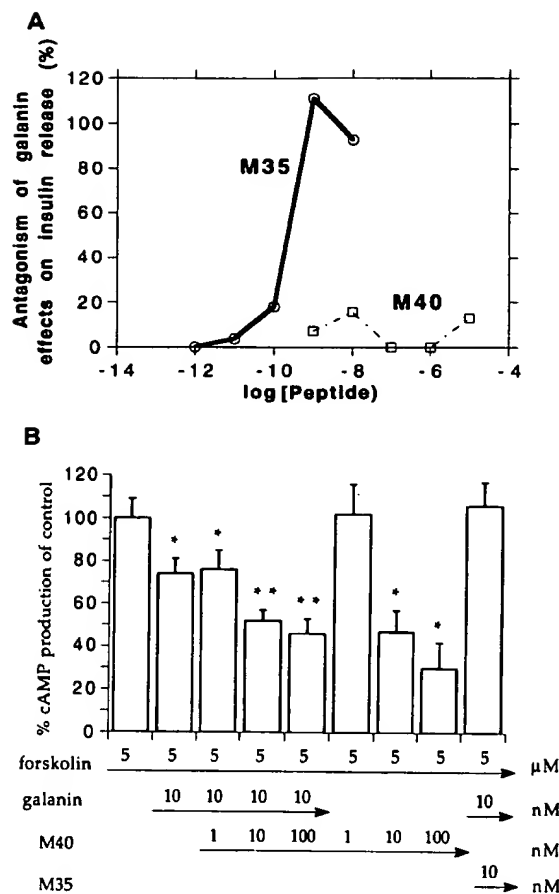 A
Antagonism of galanin
effects on insulin release (%)
120
100
80
60
40
20
0
M35
M40
-14 -12 -10 -8 -6 -4
log [Peptide)
B
% cAMP production of control
120
100
80
60
40
20
0
* * ** ** * *
forskolin 5 5 5 5 5 5 5 5 5 μM
galanin 10 10 10 10 10 nM
M40 1 10 100 1 10 100 nM
M35 10 nM